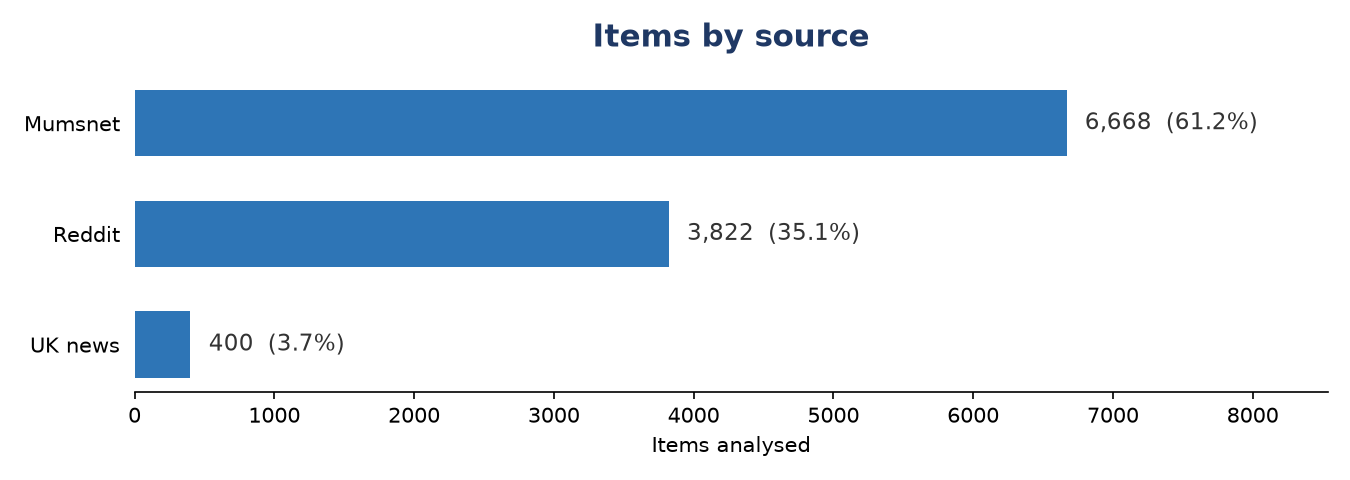 Items by source
Mumsnet
6,668 (61.2%)
Reddit
3,822 (35.1%)
UK news
400 (3.7%)
0 1000 2000 3000 4000 5000 6000 7000 8000
Items analysed